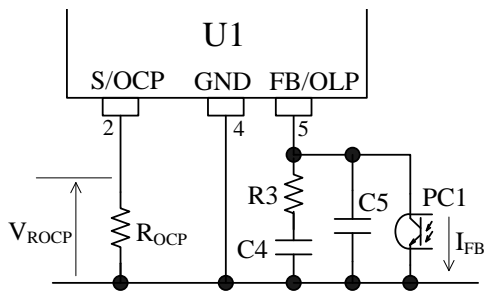 U1
S/OCP GND FB/OLP
2 4 5
R3 C5 PC1
VROCP ROCP C4 IFB